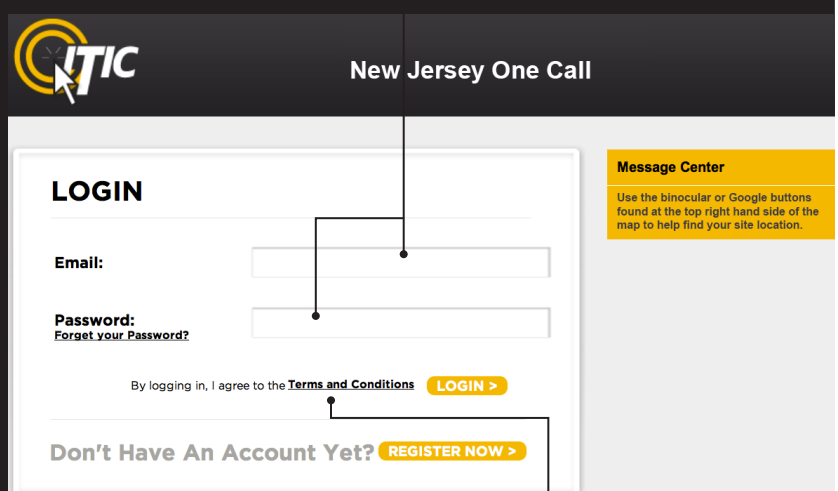 ITIC
New Jersey One Call
LOGIN
Email:
Password:
Forget your Password?
By logging in, I agree to the Terms and Conditions LOGIN >
Don't Have An Account Yet? REGISTER NOW >
Message Center
Use the binocular or Google buttons
found at the top right hand side of the
map to help find your site location.